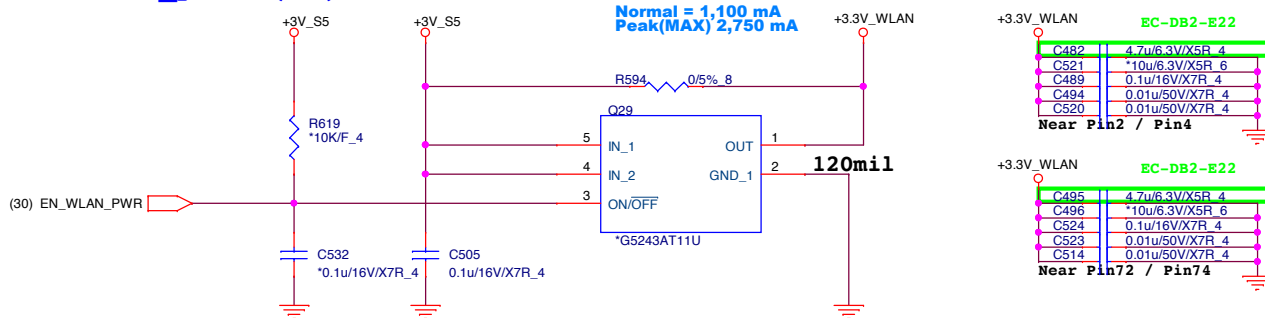 Normal = 1,100 mA
Peak(MAX) 2,750 mA
+3V_S5
+3V_S5
+3.3V_WLAN
R594 0/5%_8
R619
*10K/F_4
Q29
5 IN_1
4 IN_2
3 ON/OFF
OUT 1
GND_1 2
120mil
*G5243AT11U
(30) EN_WLAN_PWR
C532
*0.1u/16V/X7R_4
C505
0.1u/16V/X7R_4
+3.3V_WLAN
EC-DB2-E22
C482 4.7u/6.3V/X5R_4
C521 *10u/6.3V/X5R_6
C489 0.1u/16V/X7R_4
C494 0.01u/50V/X7R_4
C520 0.01u/50V/X7R_4
Near Pin2 / Pin4
+3.3V_WLAN
EC-DB2-E22
C495 4.7u/6.3V/X5R_4
C496 *10u/6.3V/X5R_6
C524 0.1u/16V/X7R_4
C523 0.01u/50V/X7R_4
C514 0.01u/50V/X7R_4
Near Pin72 / Pin74